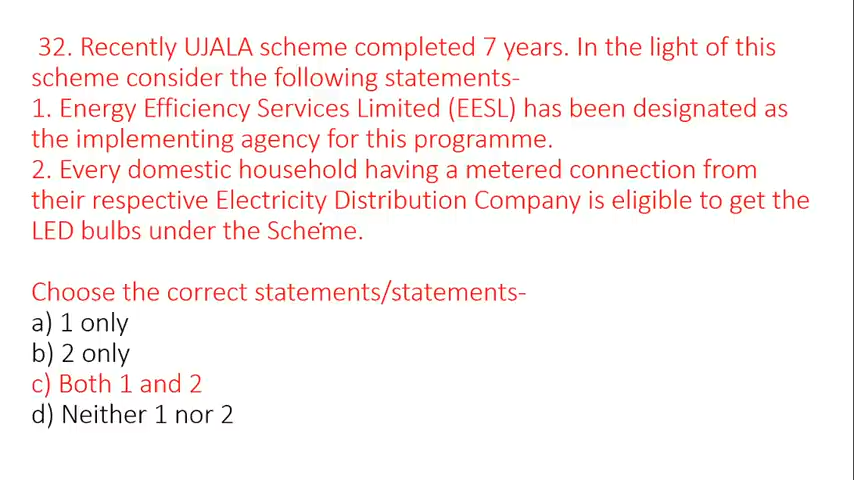 32. Recently UJALA scheme completed 7 years. In the light of this
scheme consider the following statements-
1. Energy Efficiency Services Limited (EESL) has been designated as
the implementing agency for this programme.
2. Every domestic household having a metered connection from
their respective Electricity Distribution Company is eligible to get the
LED bulbs under the Scheme.
Choose the correct statements/statements-
a) 1 only
b) 2 only
c) Both 1 and 2
d) Neither 1 nor 2